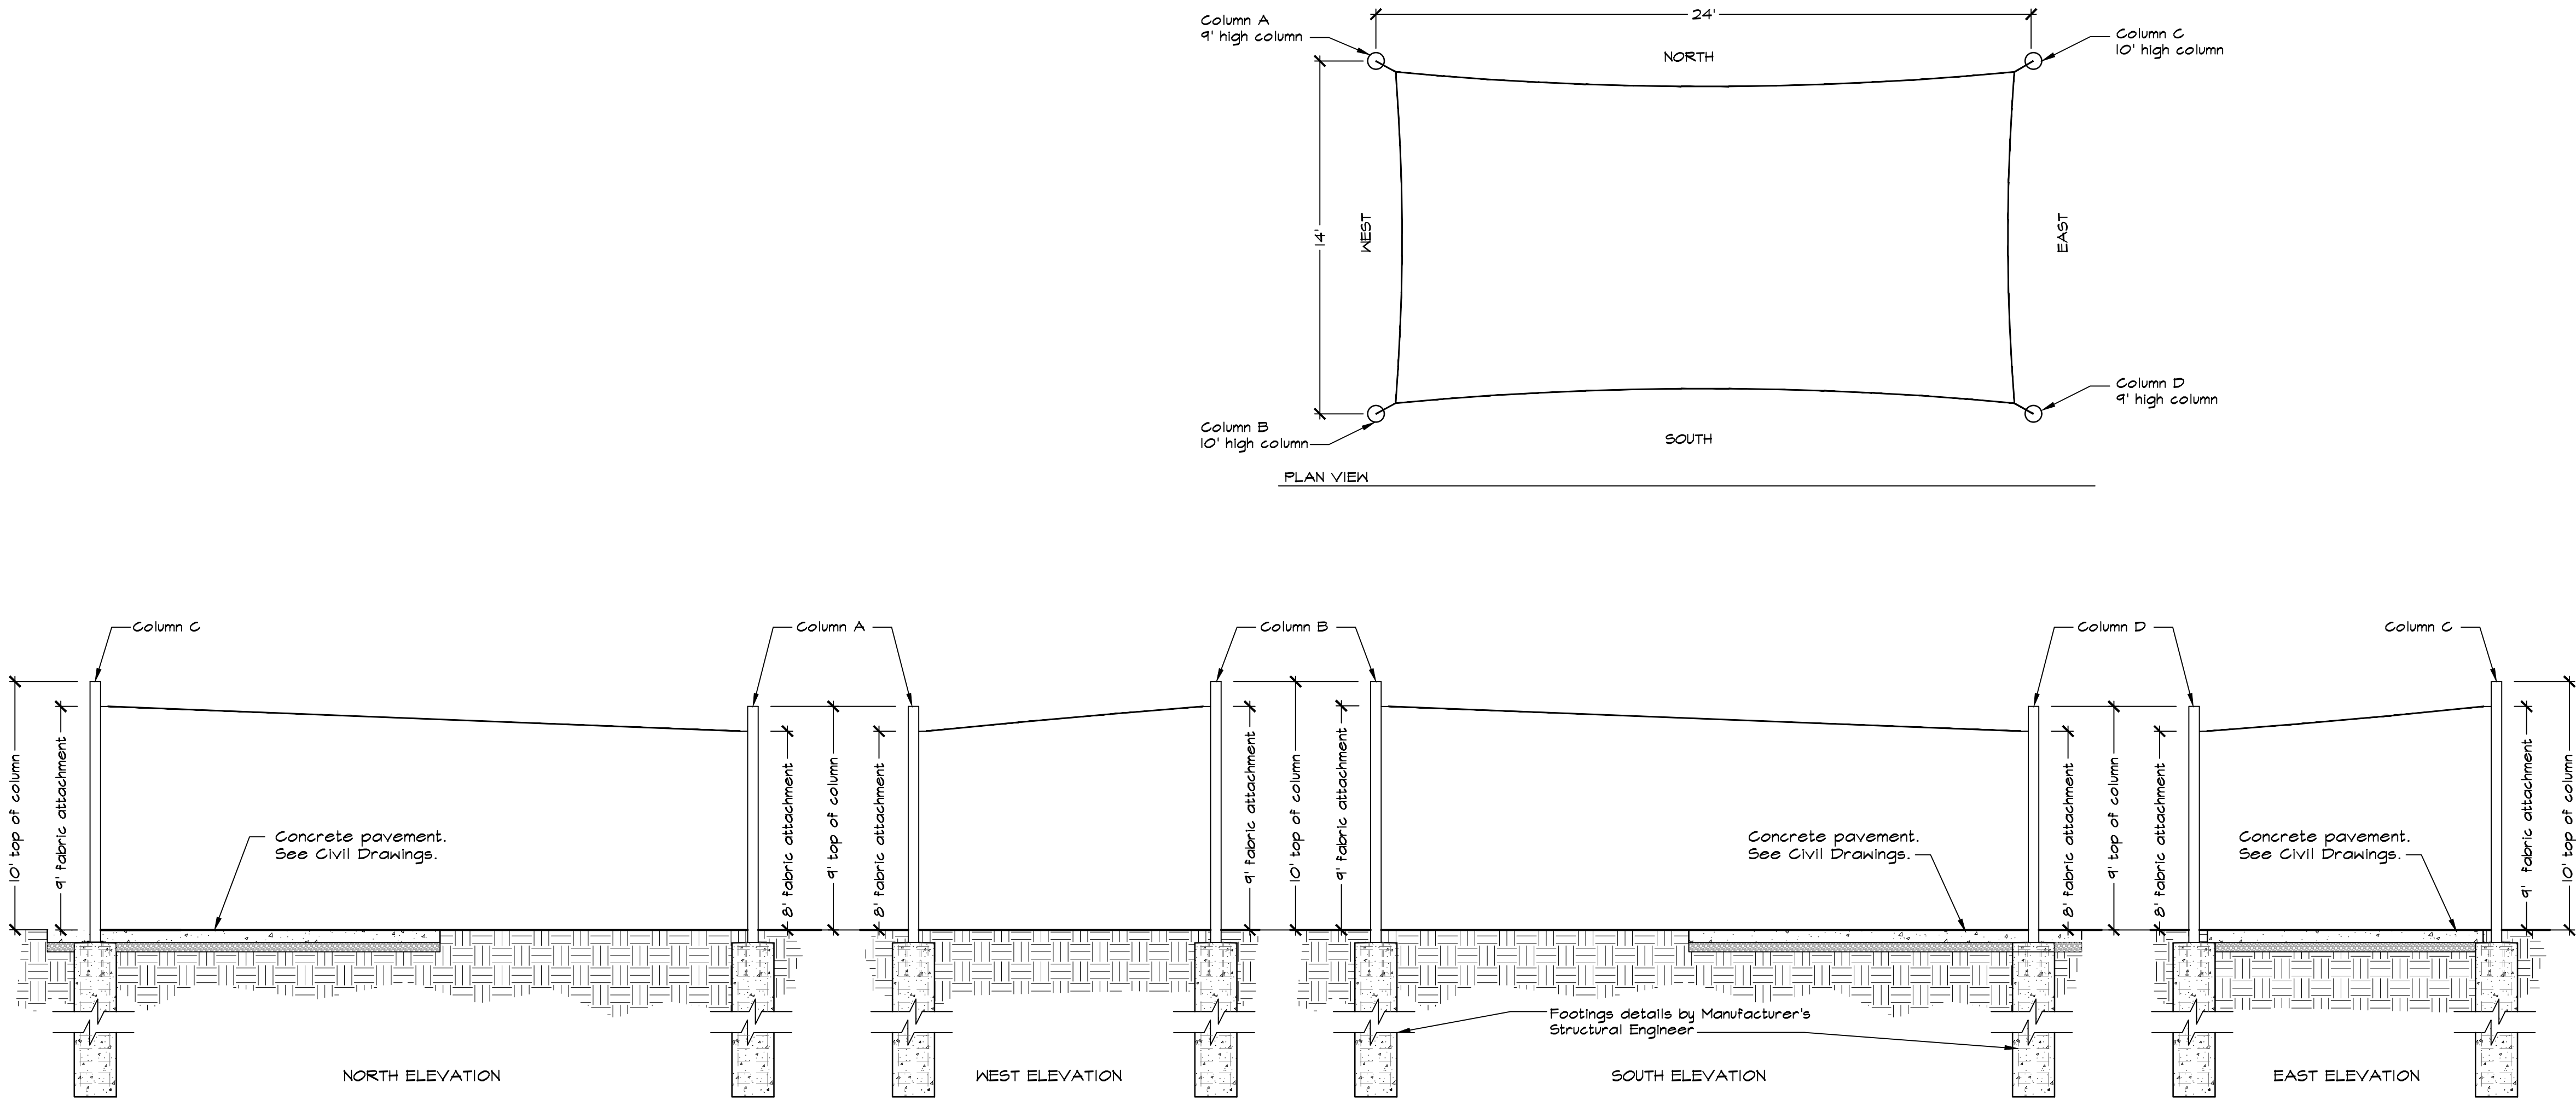 Column A
9' high column
24'
NORTH
Column C
10' high column
14'
WEST
EAST
Column B
10' high column
SOUTH
Column D
9' high column
PLAN VIEW
Column C
Column A
Column B
Column D
Column C
10' top of column
9' fabric attachment
Concrete pavement.
See Civil Drawings.
8' fabric attachment
9' top of column
8' fabric attachment
9' fabric attachment
10' top of column
9' fabric attachment
Concrete pavement.
See Civil Drawings.
8' fabric attachment
9' top of column
8' fabric attachment
Concrete pavement.
See Civil Drawings.
9' fabric attachment
10' top of column
Footings details by Manufacturer's
Structural Engineer
NORTH ELEVATION
WEST ELEVATION
SOUTH ELEVATION
EAST ELEVATION